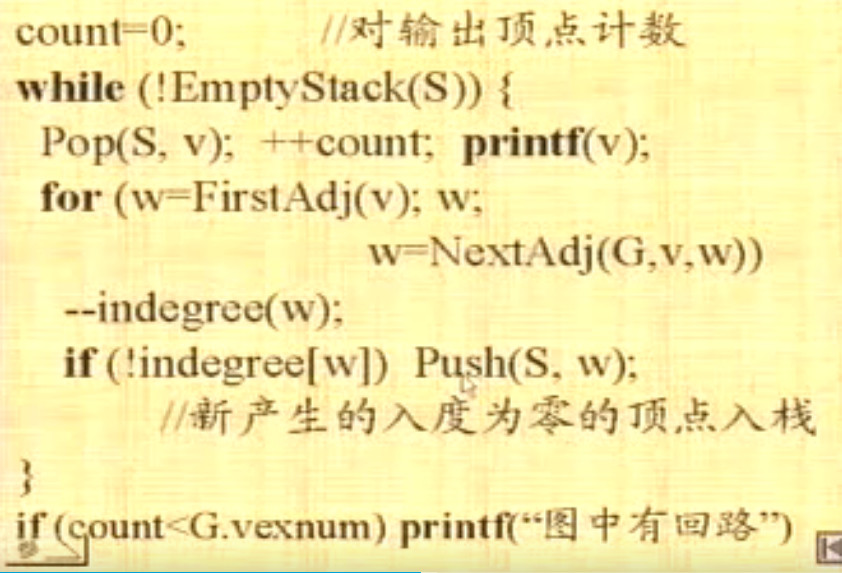 count=0; //对输出顶点计数
while (!EmptyStack(S)) {
Pop(S, v); ++count; printf(v);
for (w=FirstAdj(v); w;
w=NextAdj(G,v,w))
--indegree(w);
if (!indegree[w]) Push(S, w);
//新产生的入度为零的顶点入栈
}
if (count<G.vexnum) printf(“图中有回路”)